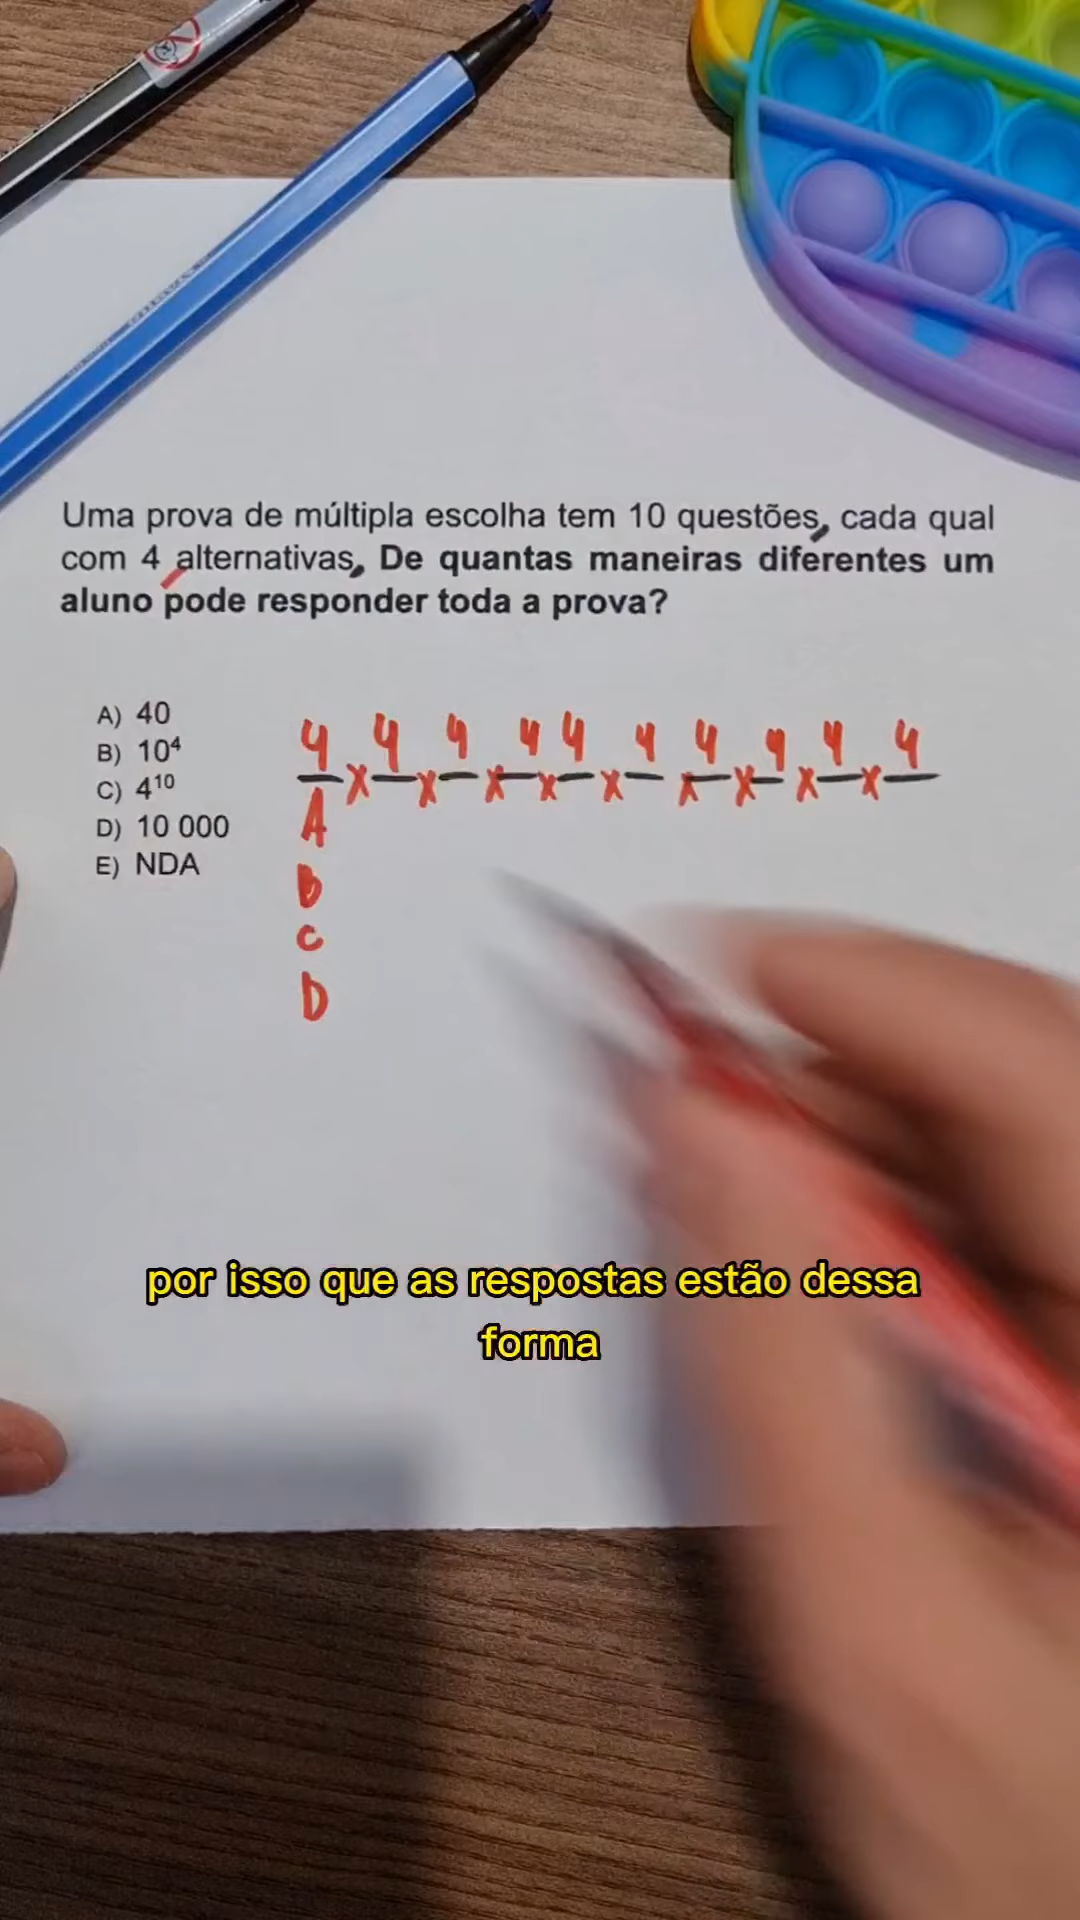 Uma prova de múltipla escolha tem 10 questões, cada qual
com 4 alternativas, De quantas maneiras diferentes um
aluno pode responder toda a prova?
A) 40
B) 10⁴
C) 4¹⁰
D) 10 000
E) NDA
4 x 4 x 4 x 4 x 4 x 4 x 4 x 4 x 4 x 4
A
B
C
D
por isso que as respostas estão dessa
forma